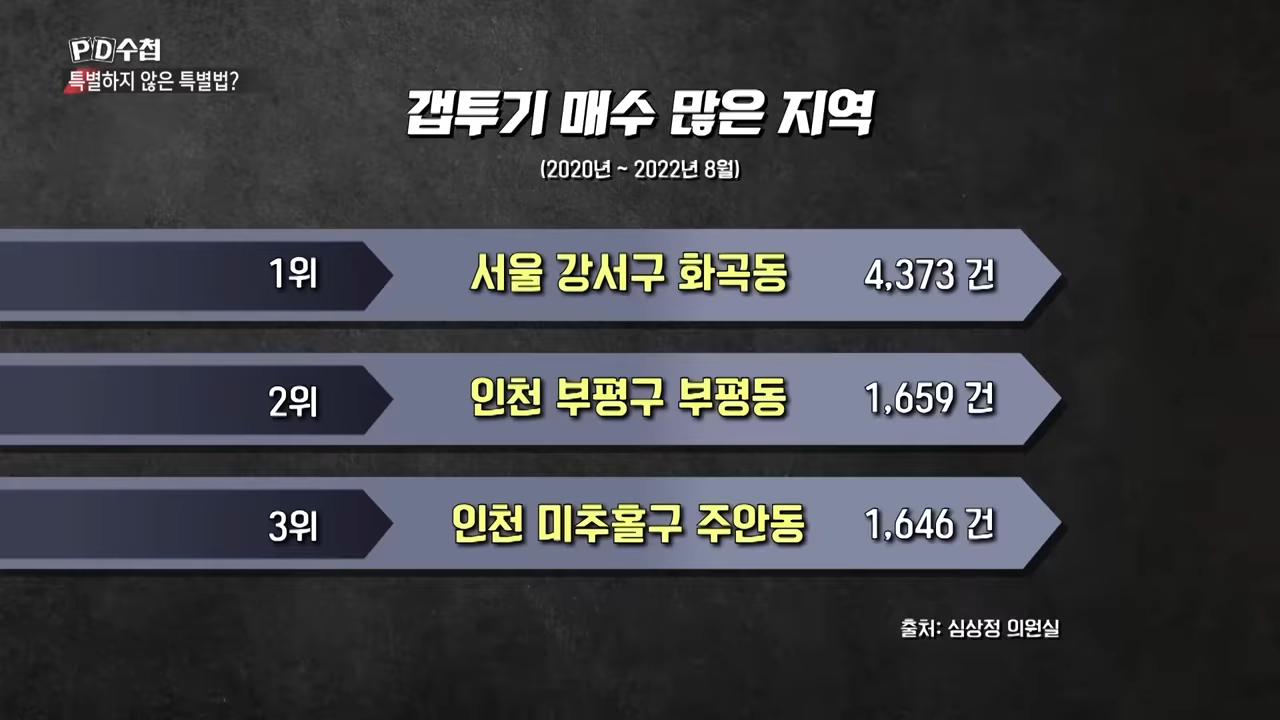 PD수첩
특별하지 않은 특별법?
갭투기 매수 많은 지역
(2020년 ~ 2022년 8월)
1위 서울 강서구 화곡동 4,373 건
2위 인천 부평구 부평동 1,659 건
3위 인천 미추홀구 주안동 1,646 건
출처: 심상정 의원실